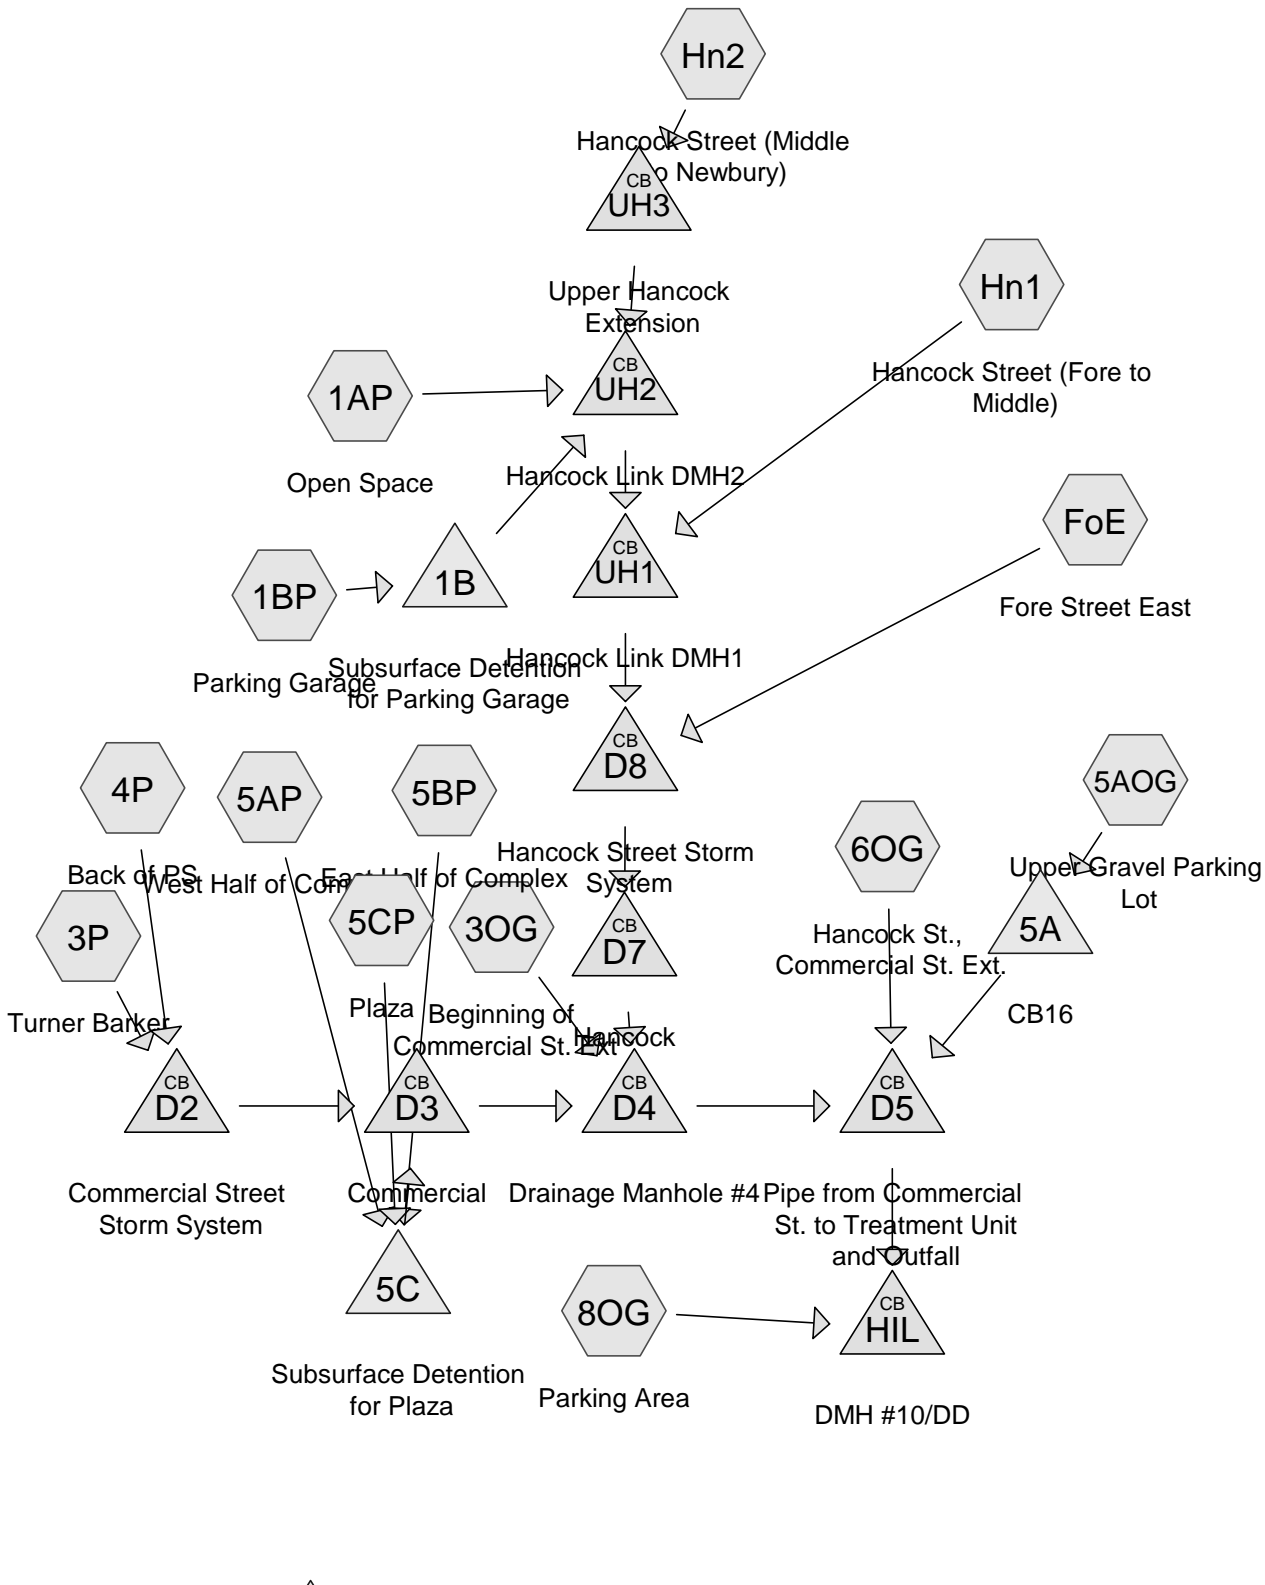 Hn2
Hancock Street (Middle
o Newbury)
CB
UH3
Hn1
Upper Hancock
Extension
CB
UH2
1AP
Hancock Street (Fore to
Middle)
Open Space
Hancock Link DMH2
FoE
CB
UH1
1B
1BP
Fore Street East
Hancock Link DMH1
Subsurface Detention
for Parking Garage
Parking Garage
CB
D8
4P
5AP
5BP
5AOG
6OG
Hancock Street Storm
System
Back of PS
West Half of Com
East Half of Complex
Upper Gravel Parking
Lot
3P
5CP
3OG
CB
D7
5A
Hancock St.,
Commercial St. Ext.
Turner Barker
Plaza
Beginning of
Commercial St. Ext
Hancock
CB16
CB
D2
CB
D3
CB
D4
CB
D5
Commercial Street
Storm System
Commercial
Drainage Manhole #4
Pipe from Commercial
St. to Treatment Unit
and Outfall
5C
8OG
CB
HIL
Subsurface Detention
for Plaza
Parking Area
DMH #10/DD